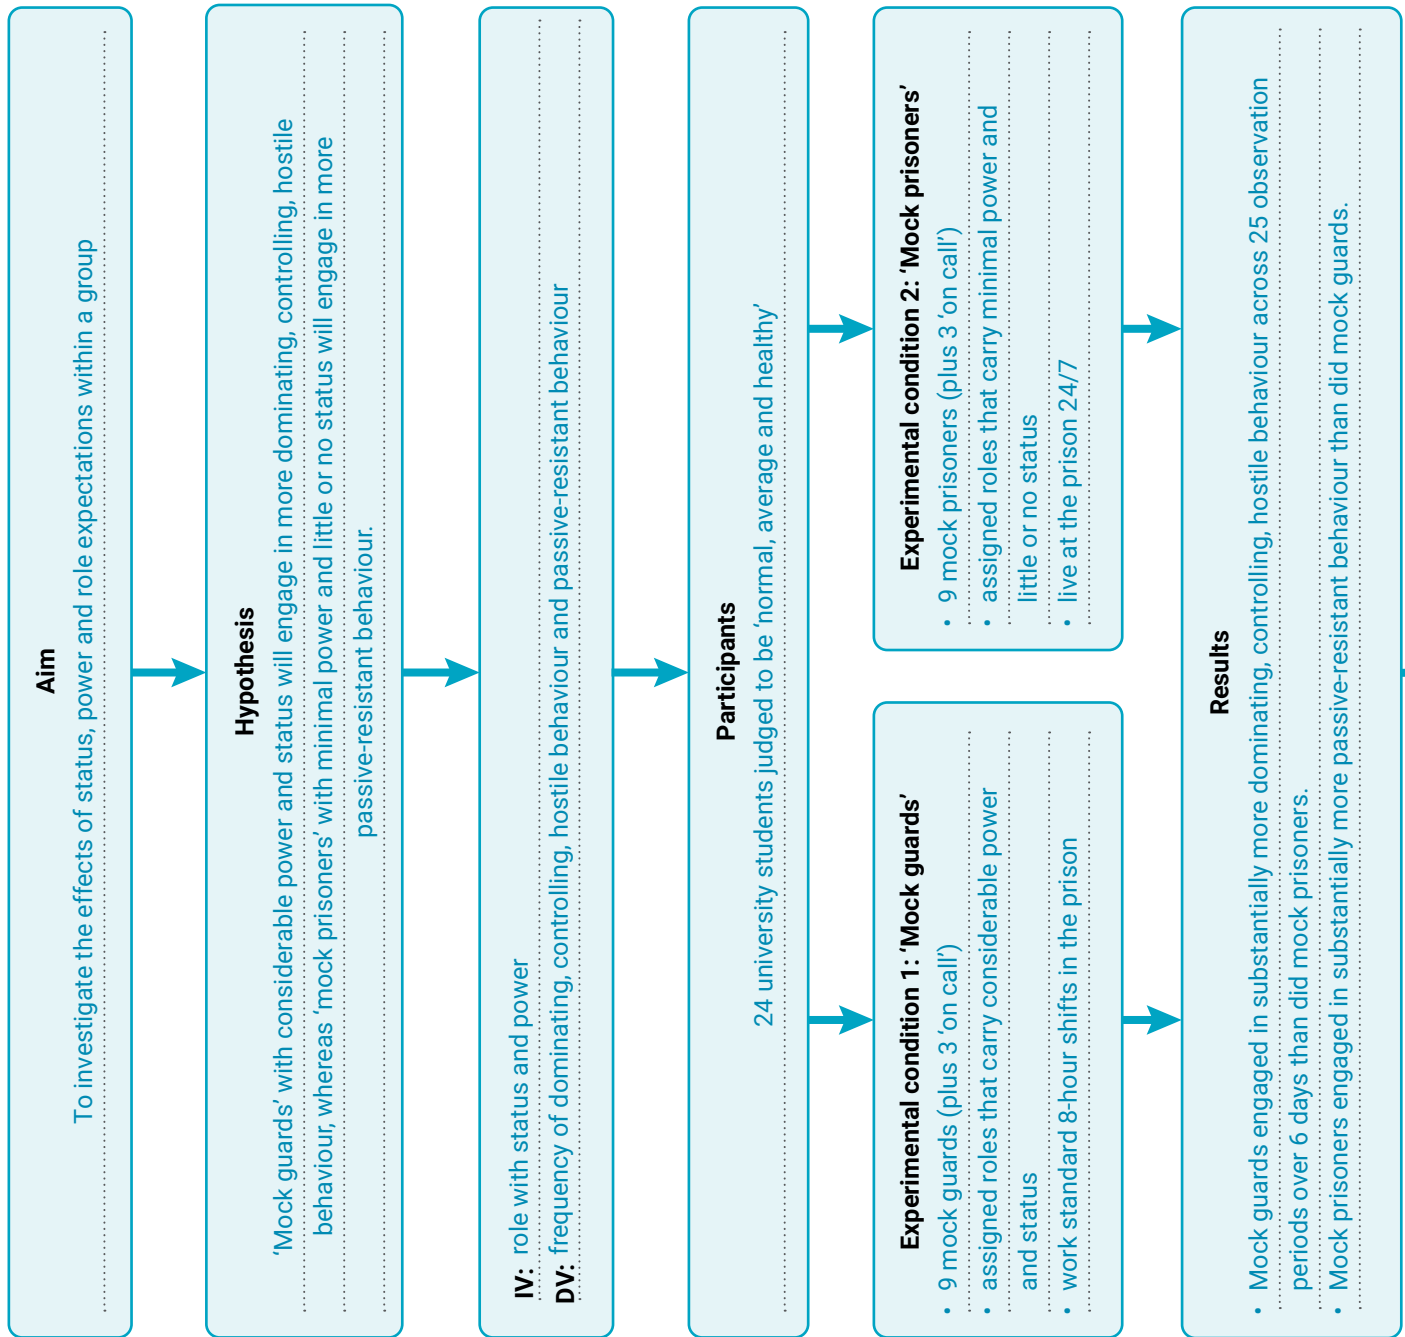 Aim
To investigate the effects of status, power and role expectations within a group
Hypothesis
‘Mock guards’ with considerable power and status will engage in more dominating, controlling, hostile
behaviour, whereas ‘mock prisoners’ with minimal power and little or no status will engage in more
passive-resistant behaviour.
IV: role with status and power
DV: frequency of dominating, controlling, hostile behaviour and passive-resistant behaviour
Participants
24 university students judged to be ‘normal, average and healthy’
Experimental condition 1: ‘Mock guards’
• 9 mock guards (plus 3 ‘on call’)
• assigned roles that carry considerable power
and status
• work standard 8-hour shifts in the prison
Experimental condition 2: ‘Mock prisoners’
• 9 mock prisoners (plus 3 ‘on call’)
• assigned roles that carry minimal power and
little or no status
• live at the prison 24/7
Results
• Mock guards engaged in substantially more dominating, controlling, hostile behaviour across 25 observation
periods over 6 days than did mock prisoners.
• Mock prisoners engaged in substantially more passive-resistant behaviour than did mock guards.